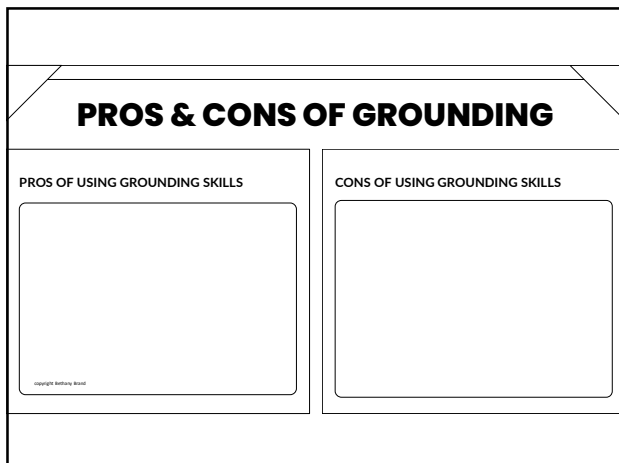 PROS & CONS OF GROUNDING
PROS OF USING GROUNDING SKILLS
copyright Bethany Brand
CONS OF USING GROUNDING SKILLS